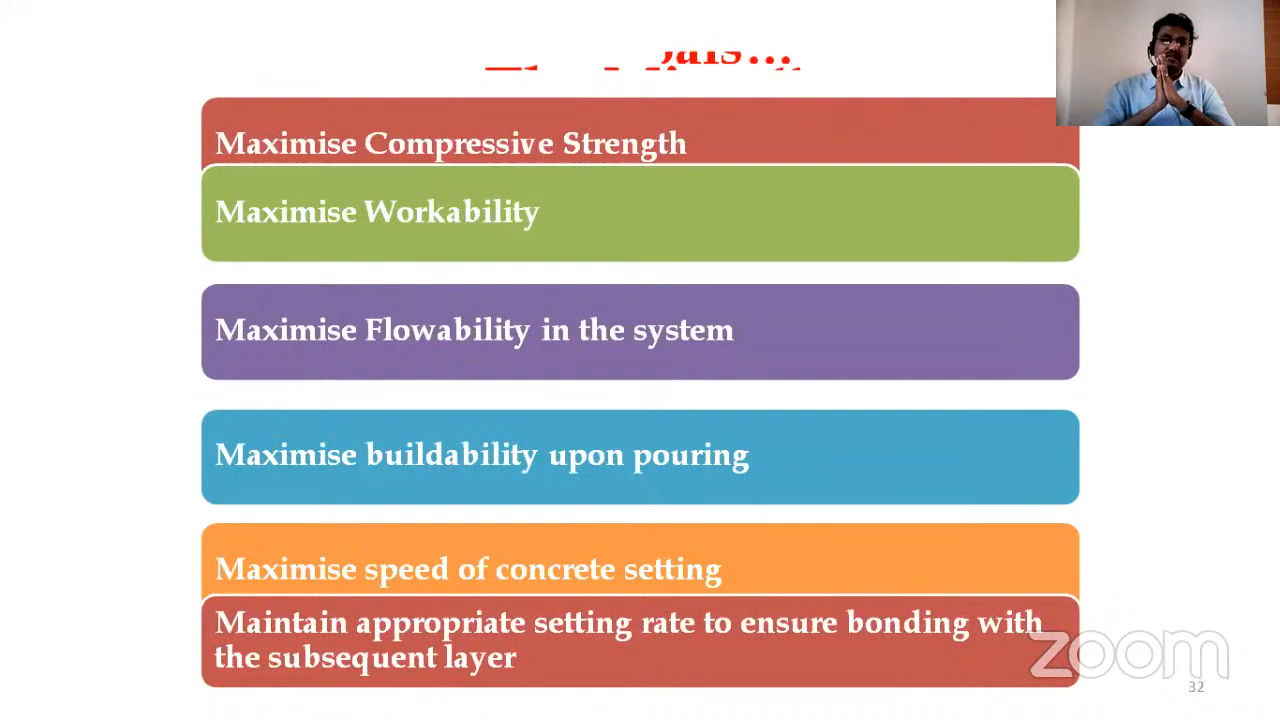 Maximise Compressive Strength
Maximise Workability
Maximise Flowability in the system
Maximise buildability upon pouring
Maximise speed of concrete setting
Maintain appropriate setting rate to ensure bonding with
the subsequent layer
zoom
32